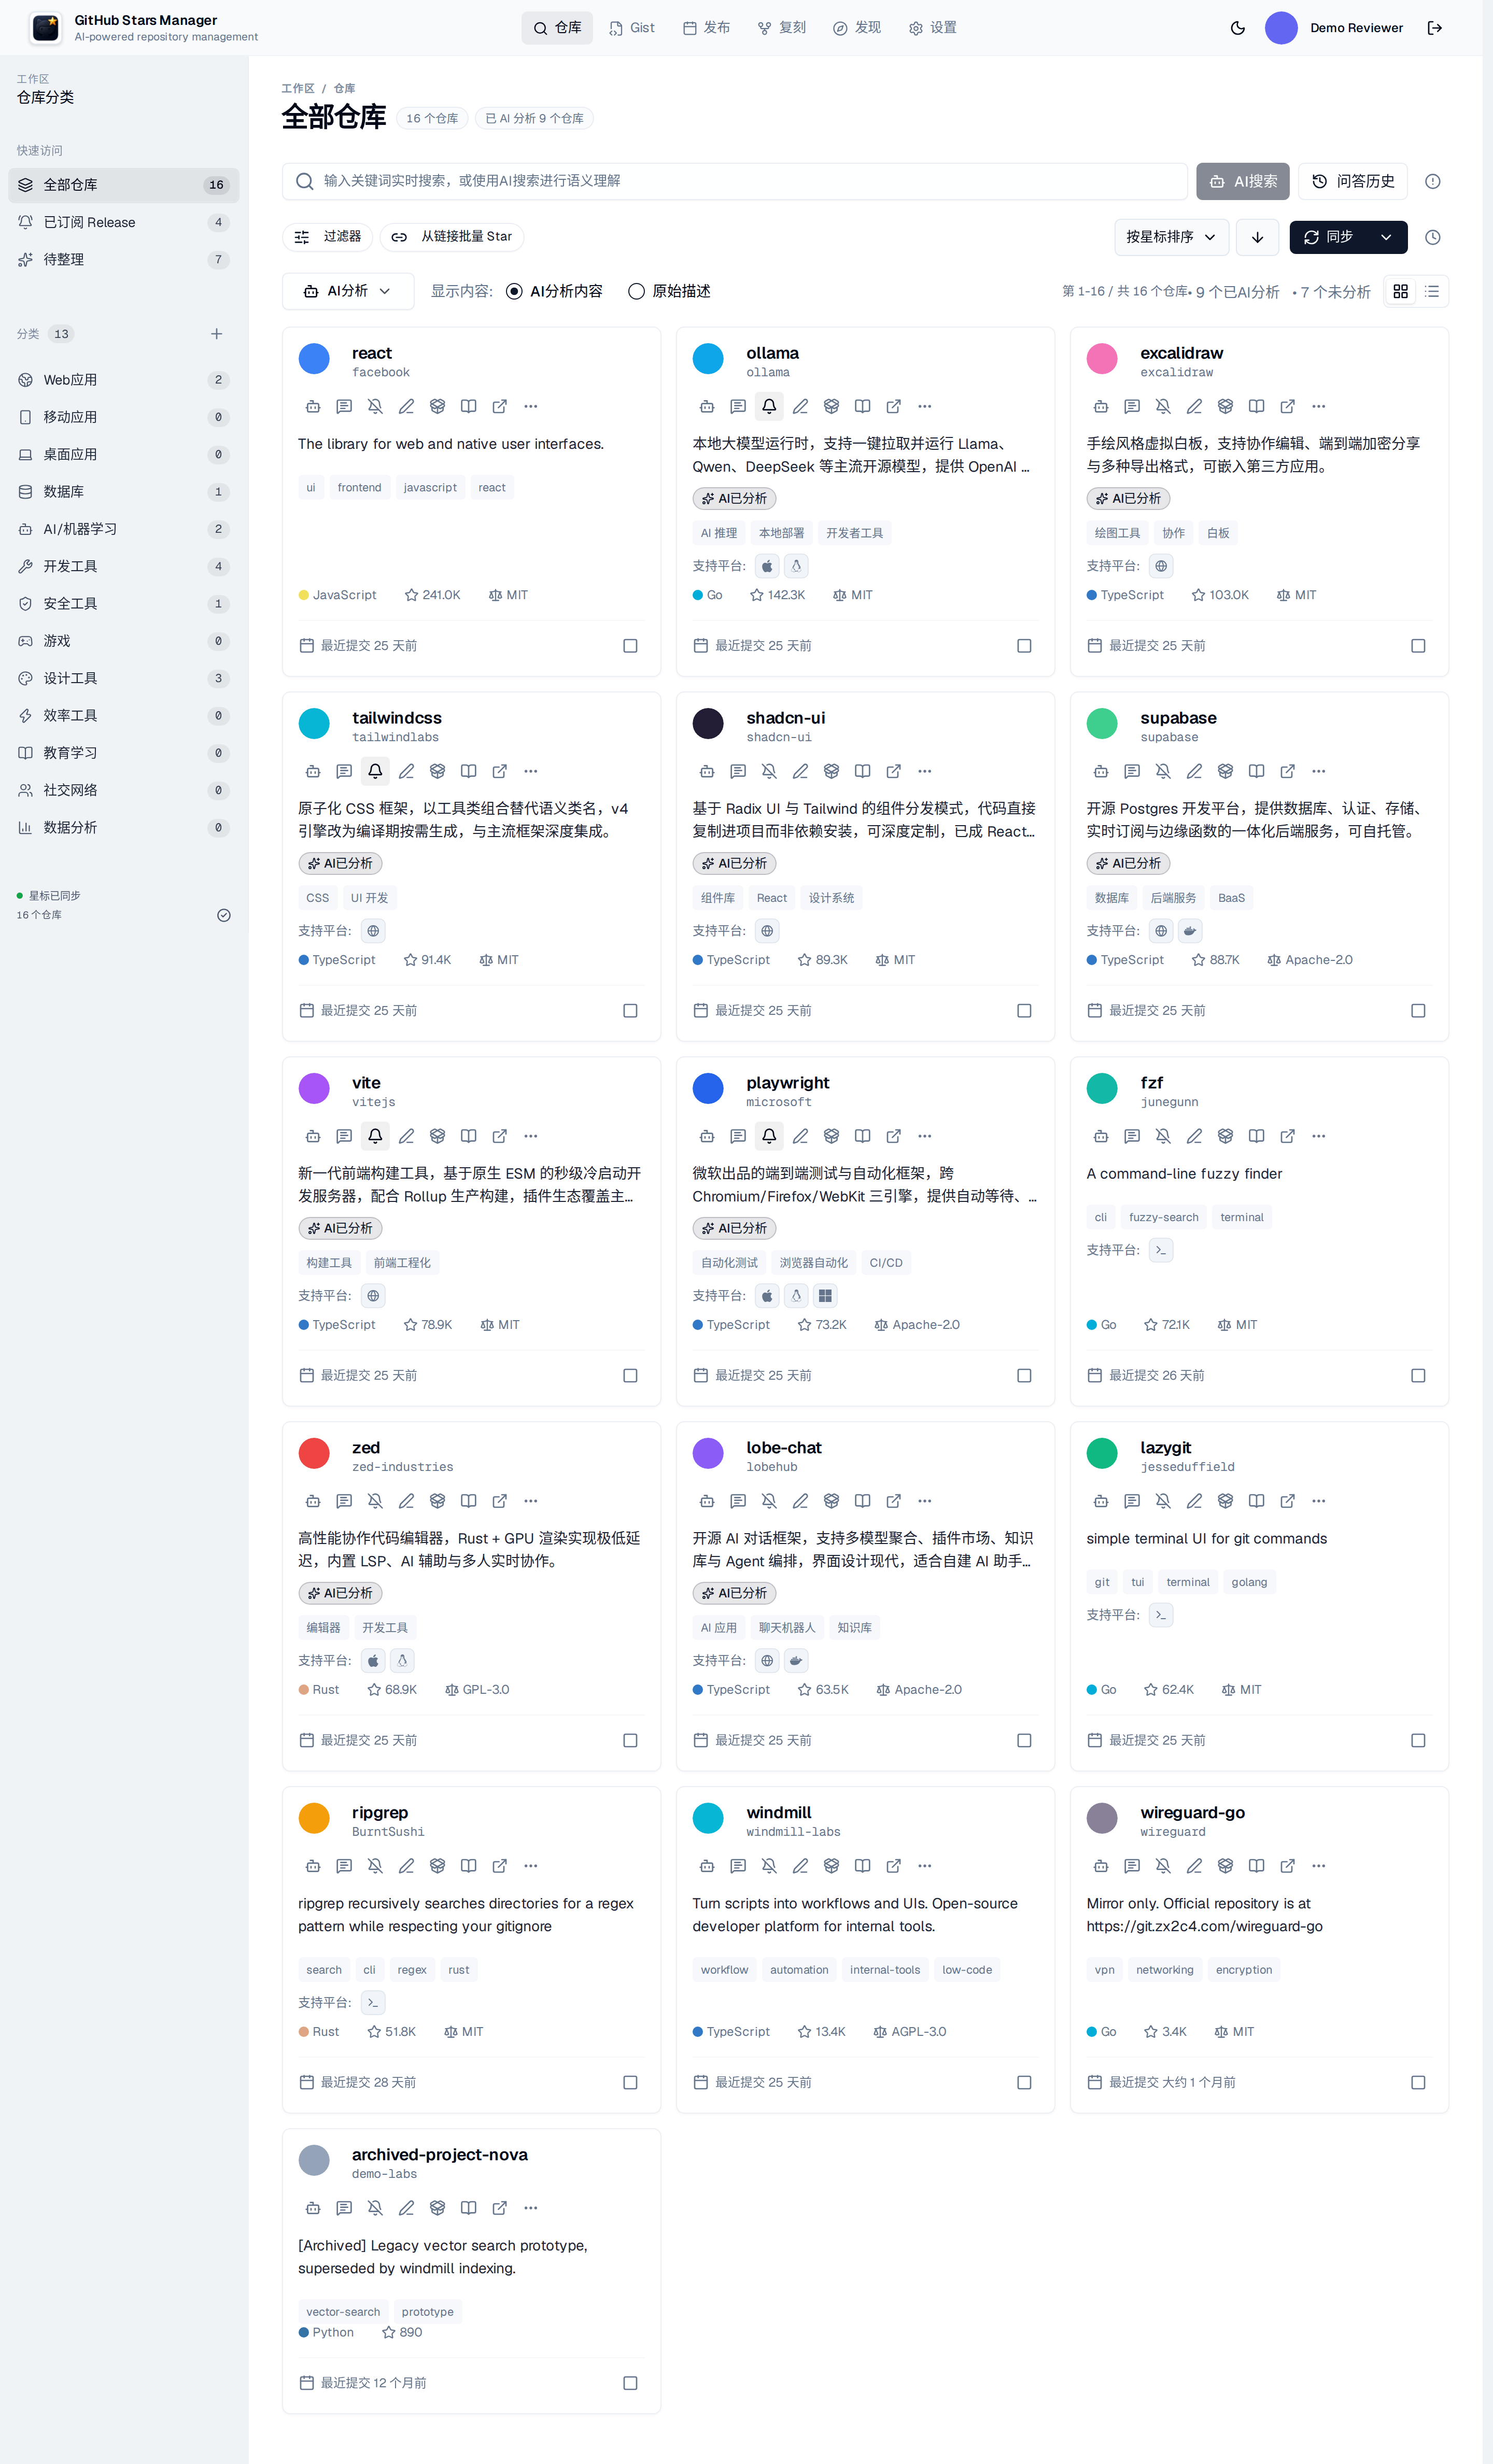 GitHub Stars Manager
AI-powered repository management
仓库
Gist
发布
复刻
发现
设置
Demo Reviewer
工作区
仓库分类
快速访问
全部仓库 16
已订阅 Release 4
待整理 7
分类 13
Web应用 2
移动应用 0
桌面应用 0
数据库 1
AI/机器学习 2
开发工具 4
安全工具 1
游戏 0
设计工具 3
效率工具 0
教育学习 0
社交网络 0
数据分析 0
星标已同步
16 个仓库
工作区 / 仓库
全部仓库 16 个仓库 已 AI 分析 9 个仓库
输入关键词实时搜索，或使用AI搜索进行语义理解
AI搜索
问答历史
过滤器
从链接批量 Star
按星标排序
同步
AI分析
显示内容: AI分析内容 原始描述
第 1-16 / 共 16 个仓库 • 9 个已AI分析 • 7 个未分析
react
facebook
The library for web and native user interfaces.
ui frontend javascript react
JavaScript 241.0K MIT
最近提交 25 天前
ollama
ollama
本地大模型运行时，支持一键拉取并运行 Llama、
Qwen、DeepSeek 等主流开源模型，提供 OpenAI ...
AI已分析
AI 推理 本地部署 开发者工具
支持平台:
Go 142.3K MIT
最近提交 25 天前
excalidraw
excalidraw
手绘风格虚拟白板，支持协作编辑、端到端加密分享
与多种导出格式，可嵌入第三方应用。
AI已分析
绘图工具 协作 白板
支持平台:
TypeScript 103.0K MIT
最近提交 25 天前
tailwindcss
tailwindlabs
原子化 CSS 框架，以工具类组合替代语义类名，v4
引擎改为编译期按需生成，与主流框架深度集成。
AI已分析
CSS UI 开发
支持平台:
TypeScript 91.4K MIT
最近提交 25 天前
shadcn-ui
shadcn-ui
基于 Radix UI 与 Tailwind 的组件分发模式，代码直接
复制进项目而非依赖安装，可深度定制，已成 React...
AI已分析
组件库 React 设计系统
支持平台:
TypeScript 89.3K MIT
最近提交 25 天前
supabase
supabase
开源 Postgres 开发平台，提供数据库、认证、存储、
实时订阅与边缘函数的一体化后端服务，可自托管。
AI已分析
数据库 后端服务 BaaS
支持平台:
TypeScript 88.7K Apache-2.0
最近提交 25 天前
vite
vitejs
新一代前端构建工具，基于原生 ESM 的秒级冷启动开
发服务器，配合 Rollup 生产构建，插件生态覆盖主...
AI已分析
构建工具 前端工程化
支持平台:
TypeScript 78.9K MIT
最近提交 25 天前
playwright
microsoft
微软出品的端到端测试与自动化框架，跨
Chromium/Firefox/WebKit 三引擎，提供自动等待、...
AI已分析
自动化测试 浏览器自动化 CI/CD
支持平台:
TypeScript 73.2K Apache-2.0
最近提交 25 天前
fzf
junegunn
A command-line fuzzy finder
cli fuzzy-search terminal
支持平台:
Go 72.1K MIT
最近提交 26 天前
zed
zed-industries
高性能协作代码编辑器，Rust + GPU 渲染实现极低延
迟，内置 LSP、AI 辅助与多人实时协作。
AI已分析
编辑器 开发工具
支持平台:
Rust 68.9K GPL-3.0
最近提交 25 天前
lobe-chat
lobehub
开源 AI 对话框架，支持多模型聚合、插件市场、知识
库与 Agent 编排，界面设计现代，适合自建 AI 助手...
AI已分析
AI 应用 聊天机器人 知识库
支持平台:
TypeScript 63.5K Apache-2.0
最近提交 25 天前
lazygit
jesseduffield
simple terminal UI for git commands
git tui terminal golang
支持平台:
Go 62.4K MIT
最近提交 25 天前
ripgrep
BurntSushi
ripgrep recursively searches directories for a regex
pattern while respecting your gitignore
search cli regex rust
支持平台:
Rust 51.8K MIT
最近提交 28 天前
windmill
windmill-labs
Turn scripts into workflows and UIs. Open-source
developer platform for internal tools.
workflow automation internal-tools low-code
TypeScript 13.4K AGPL-3.0
最近提交 25 天前
wireguard-go
wireguard
Mirror only. Official repository is at
https://git.zx2c4.com/wireguard-go
vpn networking encryption
Go 3.4K MIT
最近提交 大约 1 个月前
archived-project-nova
demo-labs
[Archived] Legacy vector search prototype,
superseded by windmill indexing.
vector-search prototype
Python 890
最近提交 12 个月前